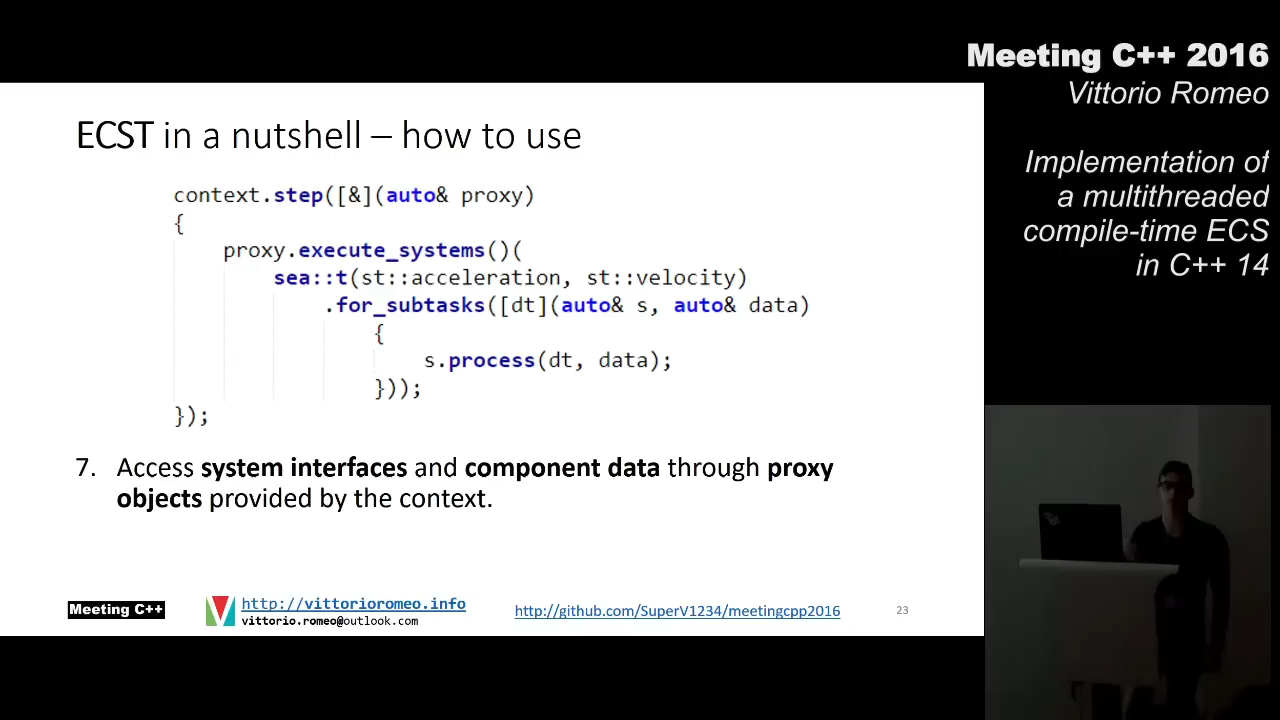 Meeting C++ 2016
Vittorio Romeo
Implementation of
a multithreaded
compile-time ECS
in C++ 14
ECST in a nutshell – how to use
context.step([&](auto& proxy)
{
proxy.execute_systems()(
sea::t(st::acceleration, st::velocity)
.for_subtasks([dt](auto& s, auto& data)
{
s.process(dt, data);
}));
});
7. Access system interfaces and component data through proxy
objects provided by the context.
Meeting C++
http://vittorioromeo.info
vittorio.romeo@outlook.com
http://github.com/SuperV1234/meetingcpp2016
23